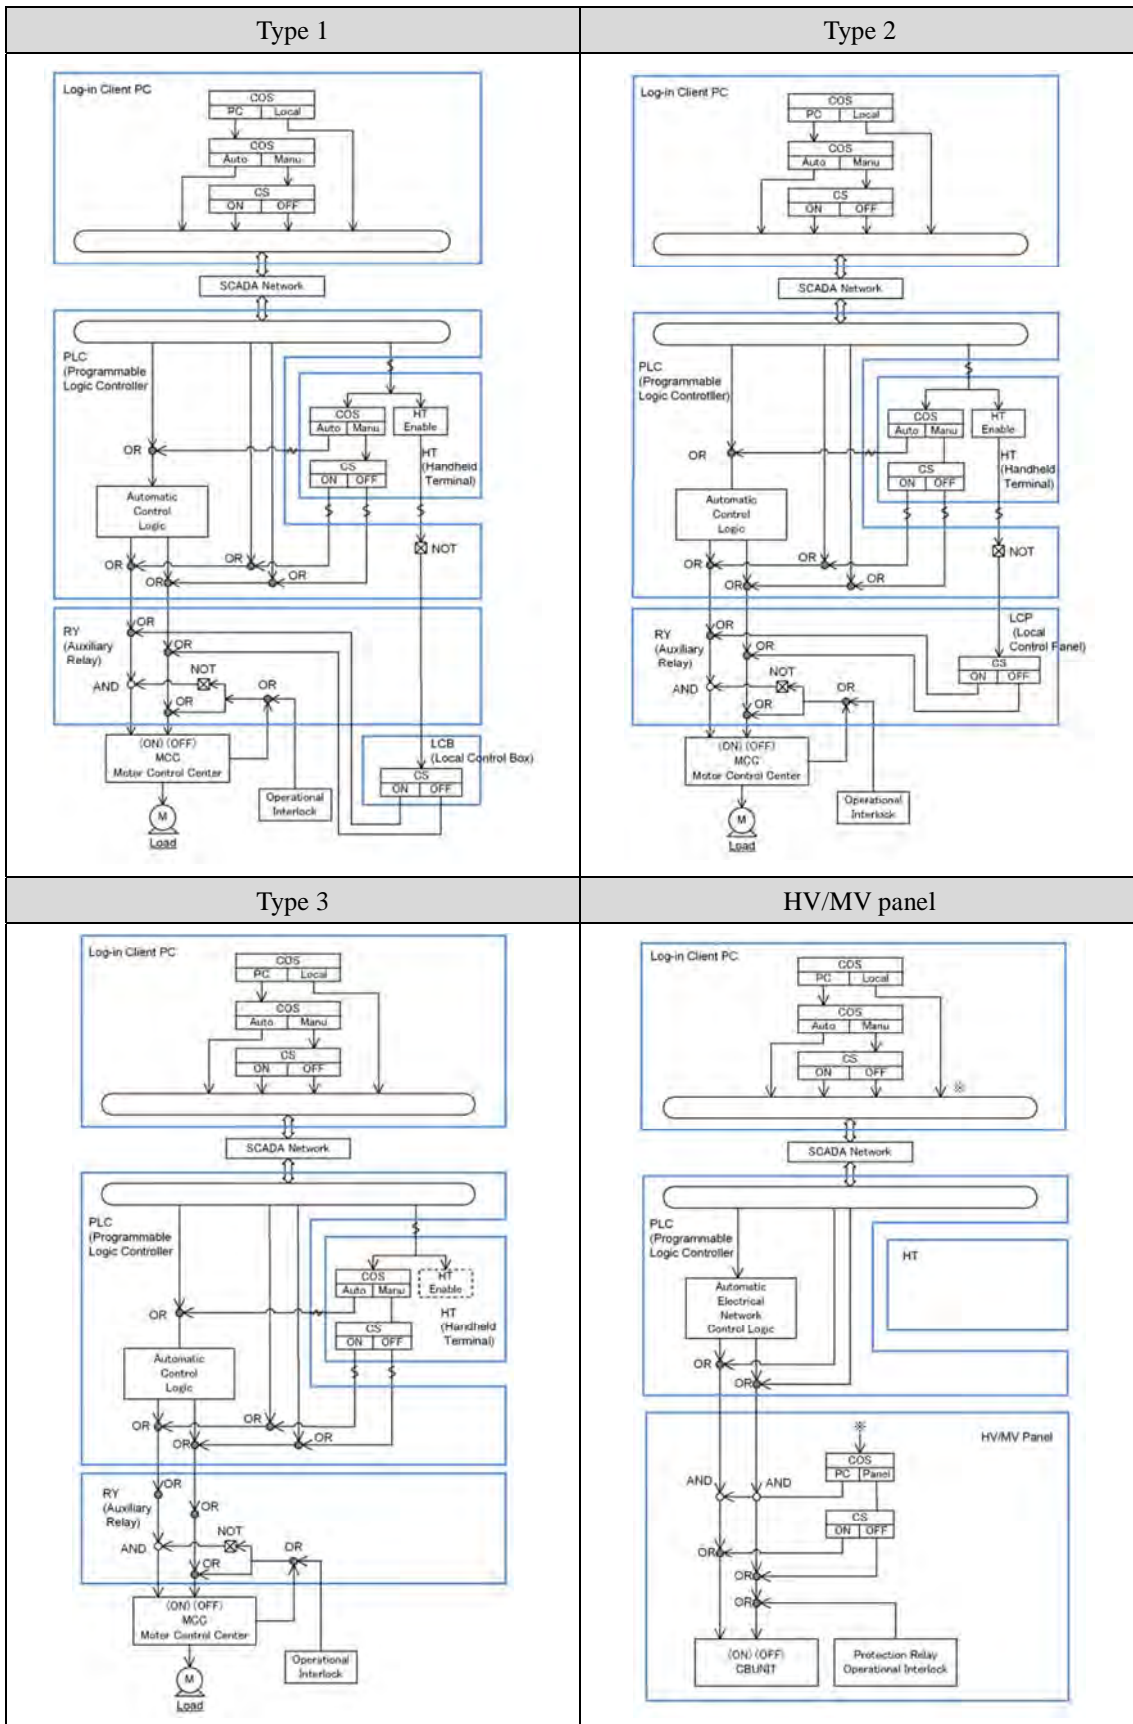 Type 1
Log-in Client PC
COS
PC Local
COS
Auto Manu
CS
ON OFF
SCADA Network
PLC
(Programmable
Logic Controller
COS
Auto Manu
HT
Enable
OR
CS
ON OFF
HT
(Handheld
Terminal)
Automatic
Control
Logic
NOT
OR
OR
OR
OR
RY
(Auxiliary
Relay)
OR
OR
NOT
AND
OR
OR
(ON) (OFF)
MCC
Motor Control Center
LCB
(Local Control Box)
CS
ON OFF
Operational
Interlock
M
Load
Type 2
Log-in Client PC
COS
PC Local
COS
Auto Manu
CS
ON OFF
SCADA Network
PLC
(Programmable
Logic Controtller)
COS
Auto Manu
HT
Enable
OR
CS
ON OFF
HT
(Handheld
Terminal)
Automatic
Control
Logic
NOT
OR
OR
OR
OR
RY
(Auxiliary
Relay)
OR
OR
LCP
(Local
Control Panel)
CS
ON OFF
NOT
AND
OR
OR
(ON) (OFF)
MCC
Motor Control Center
Operational
Interlock
M
Load
Type 3
Log-in Client PC
COS
PC Local
COS
Auto Manu
CS
ON OFF
SCADA Network
PLC
(Programmable
Logic Controller
COS
Auto Manu
HT
Enable
OR
CS
ON OFF
HT
(Handheld
Terminal)
Automatic
Control
Logic
OR
OR
OR
OR
RY
(Auxiliary
Relay)
OR
OR
NOT
AND
OR
OR
(ON) (OFF)
MCC
Motor Control Center
Operational
Interlock
M
Load
HV/MV panel
Log-in Client PC
COS
PC Local
COS
Auto Manu
CS
ON OFF
※
SCADA Network
PLC
(Programmable
Logic Controller
HT
Automatic
Electrical
Network
Control Logic
OR
OR
※
HV/MV Panel
COS
PC Panel
AND
AND
CS
ON OFF
OR
OR
OR
(ON) (OFF)
CBUNIT
Protection Relay
Operational Interlock